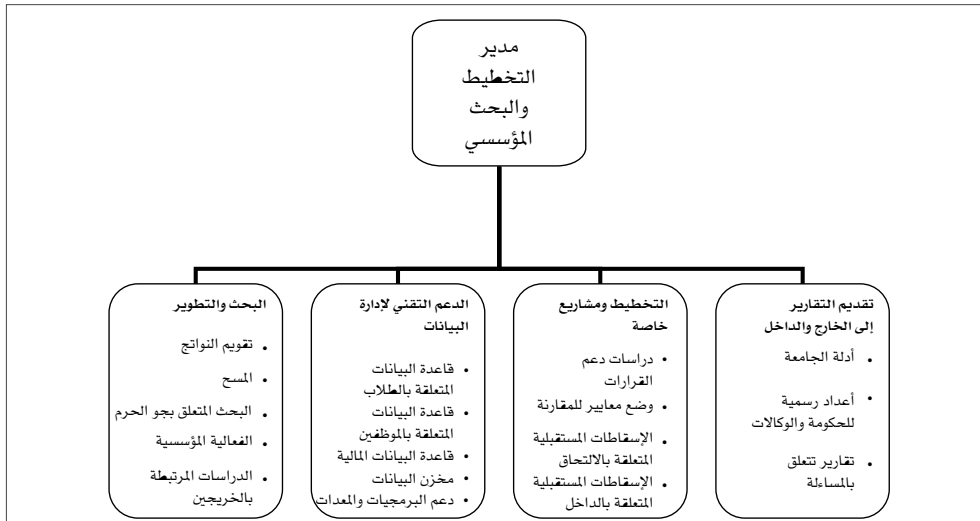 مدير
التخطيط
والبحث
المؤسسي
تقديم التقارير
إلى الخارج والداخل
• أدلة الجامعة
• أعداد رسمية
للحكومة والوكالات
• تقارير تتعلق
بالمساءلة
التخطيط ومشاريع
خاصة
• دراسات دعم
القرارات
• وضع معايير للمقارنة
• الإسقاطات المستقبلية
المتعلقة بالالتحاق
• الإسقاطات المستقبلية
المتعلقة بالداخل
الدعم التقني لإدارة
البيانات
• قاعدة البيانات
المتعلقة بالطلاب
• قاعدة البيانات
المتعلقة بالموظفين
• قاعدة البيانات المالية
• مخزن البيانات
• دعم البرمجيات والمعدات
البحث والتطوير
• تقويم النواتج
• المسح
• البحث المتعلق بجو الحرم
• الفعالية المؤسسية
• الدراسات المرتبطة
بالخريجين